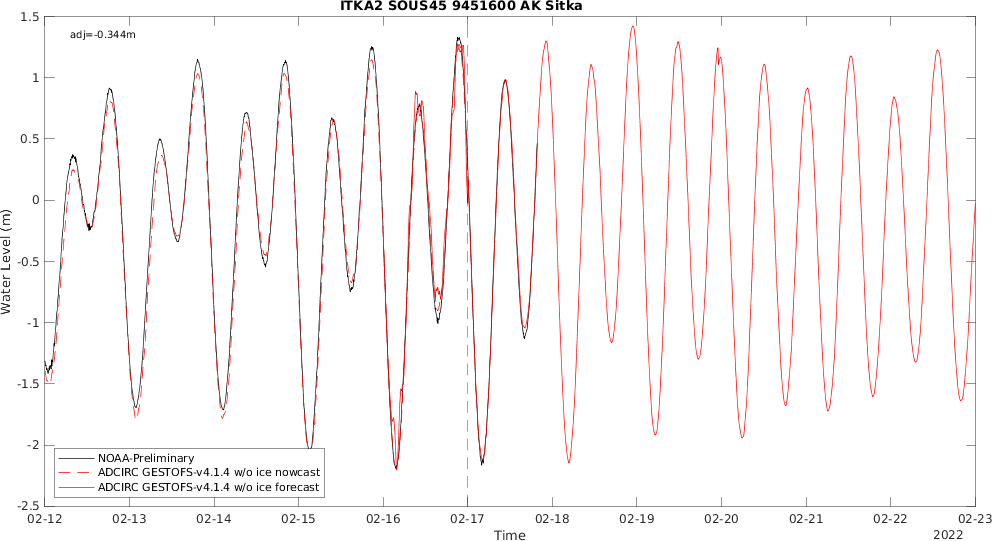 ITKA2 SOUS45 9451600 AK Sitka
adj=-0.344m
1.5
1
0.5
0
-0.5
-1
-1.5
-2
-2.5
Water Level (m)
NOAA-Preliminary
ADCIRC GESTOFS-v4.1.4 w/o ice nowcast
ADCIRC GESTOFS-v4.1.4 w/o ice forecast
02-12 02-13 02-14 02-15 02-16 02-17 02-18 02-19 02-20 02-21 02-22 02-23
Time
2022